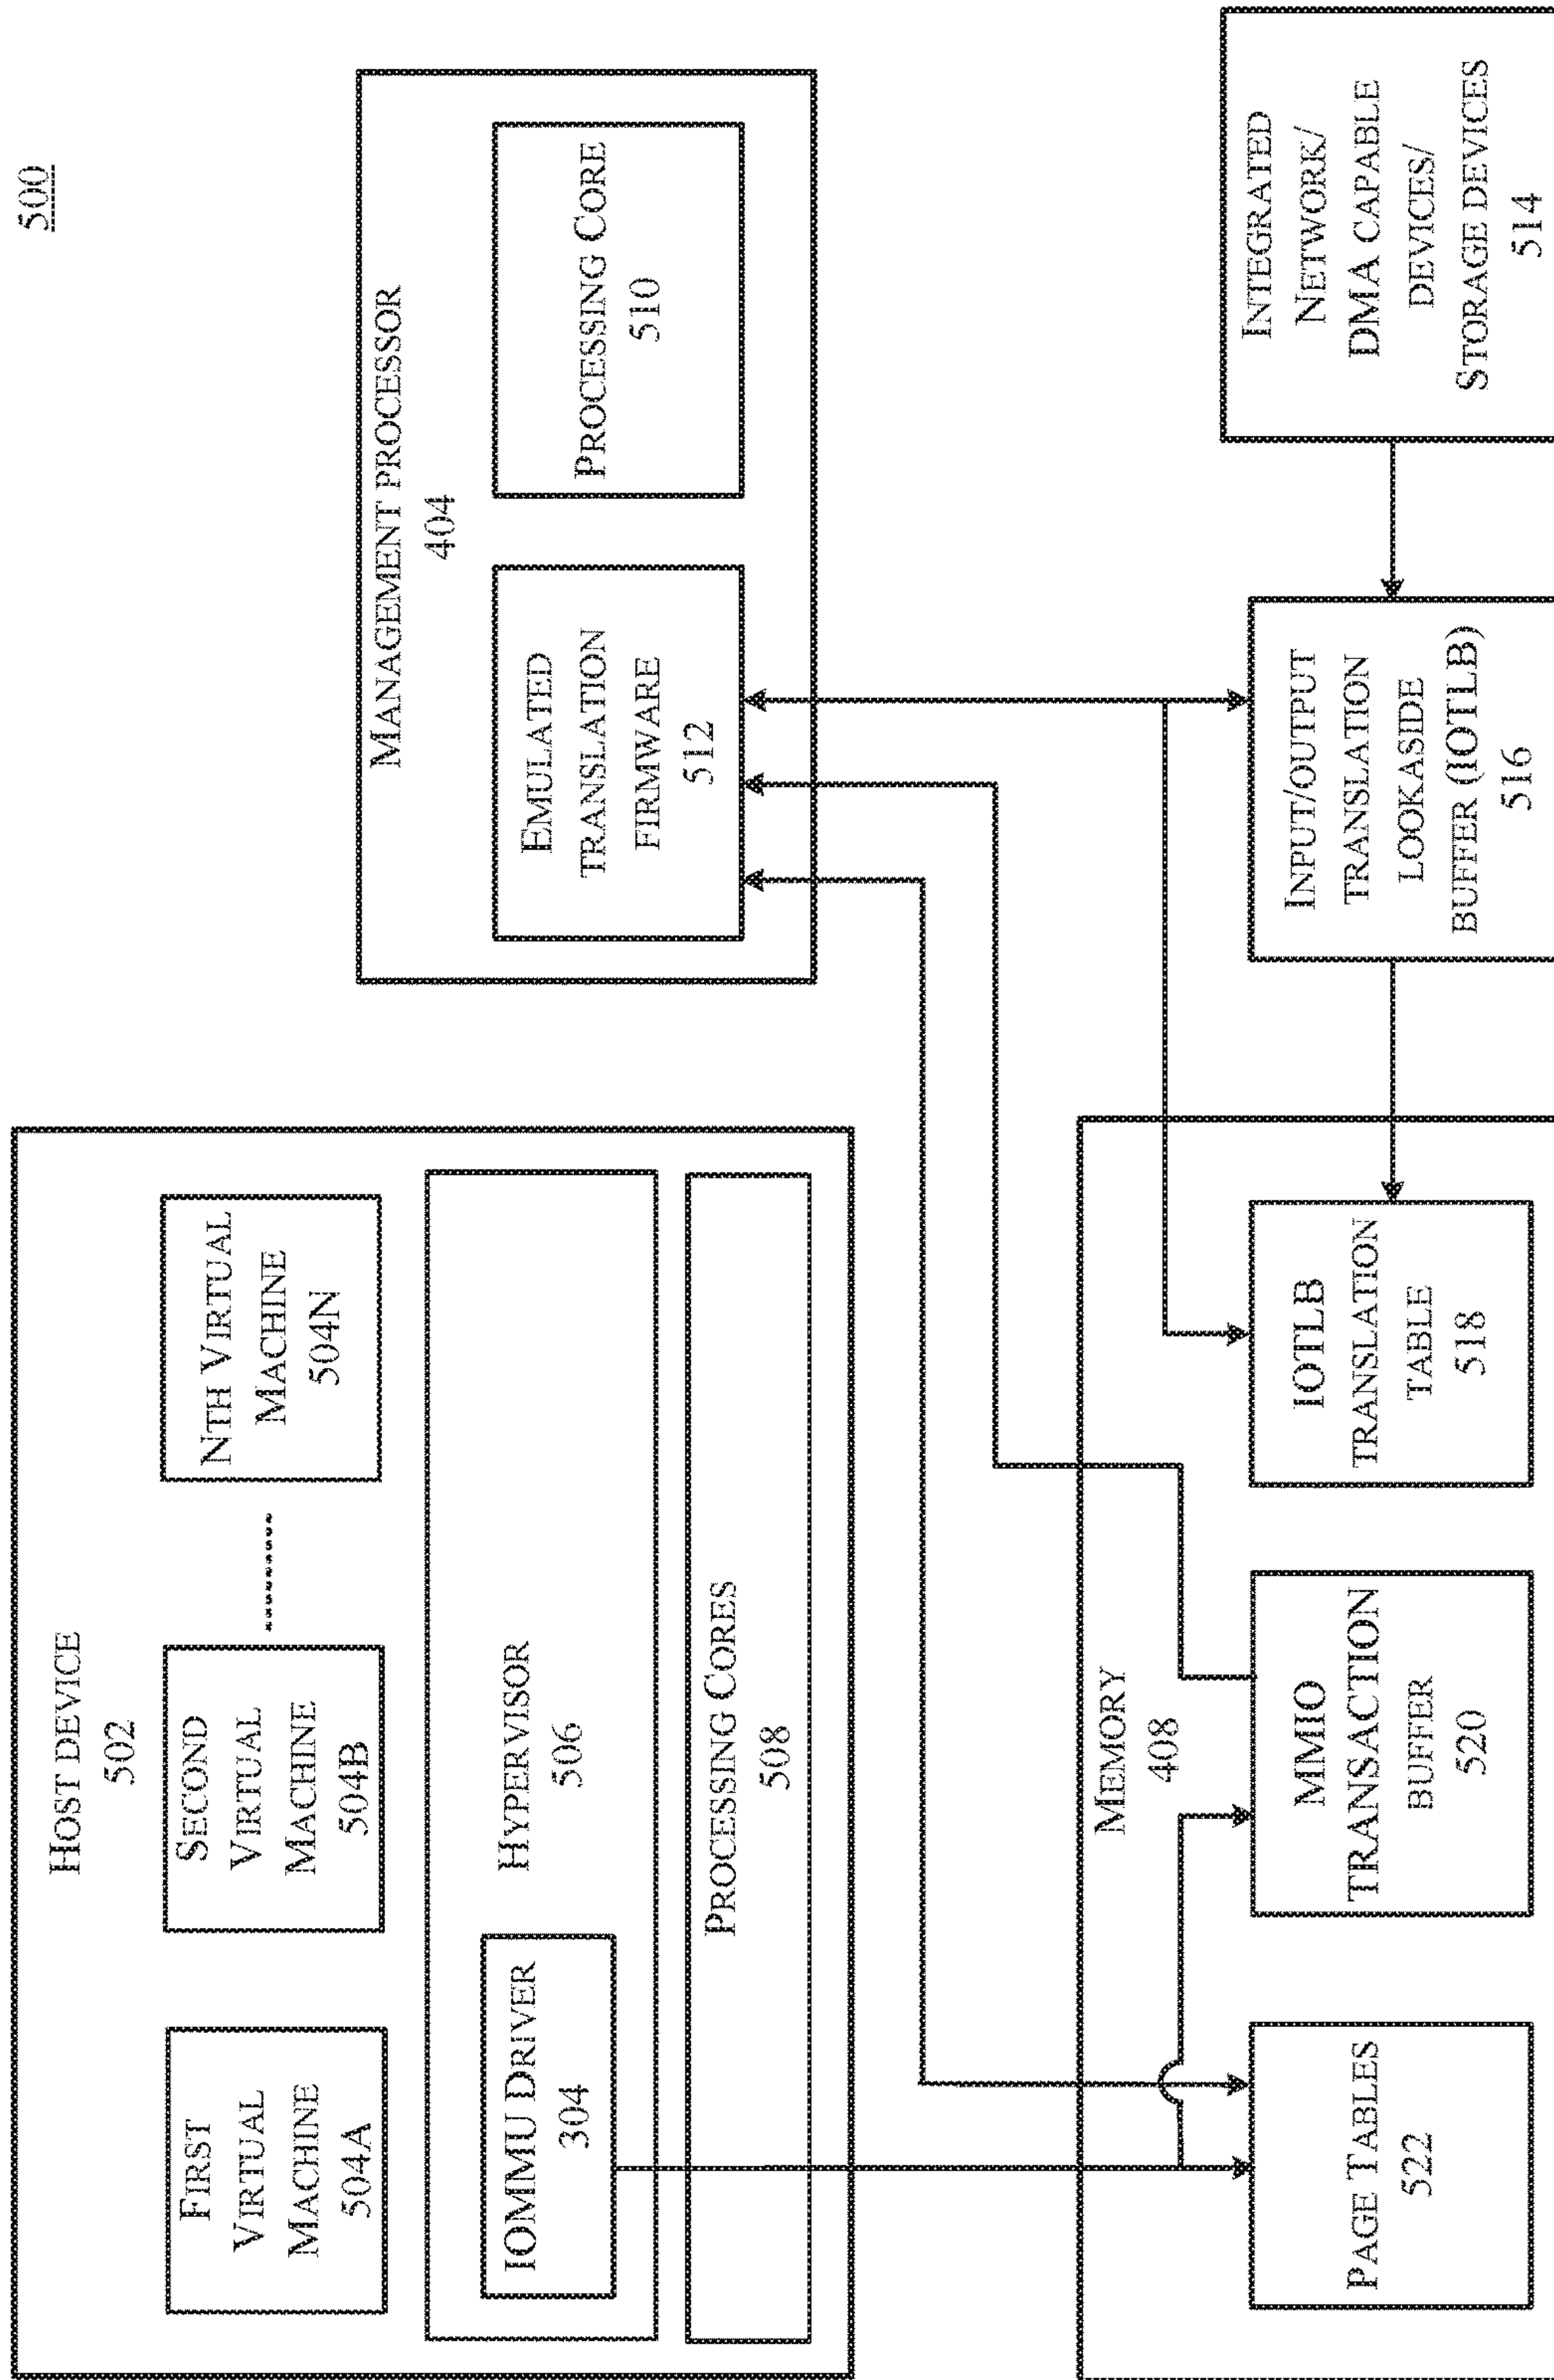 500
HOST DEVICE
502
FIRST
VIRTUAL
MACHINE
504A
SECOND
VIRTUAL
MACHINE
504B
NTH VIRTUAL
MACHINE
504N
HYPERVISOR
506
IOMMU DRIVER
304
PROCESSING CORES
508
MANAGEMENT PROCESSOR
404
EMULATED
TRANSLATION
FIRMWARE
512
PROCESSING CORE
510
MEMORY
408
PAGE TABLES
522
MMIO
TRANSACTION
BUFFER
520
IOTLB
TRANSLATION
TABLE
518
INPUT/OUTPUT
TRANSLATION
LOOKASIDE
BUFFER (IOTLB)
516
INTEGRATED
NETWORK/
DMA CAPABLE
DEVICES/
STORAGE DEVICES
514